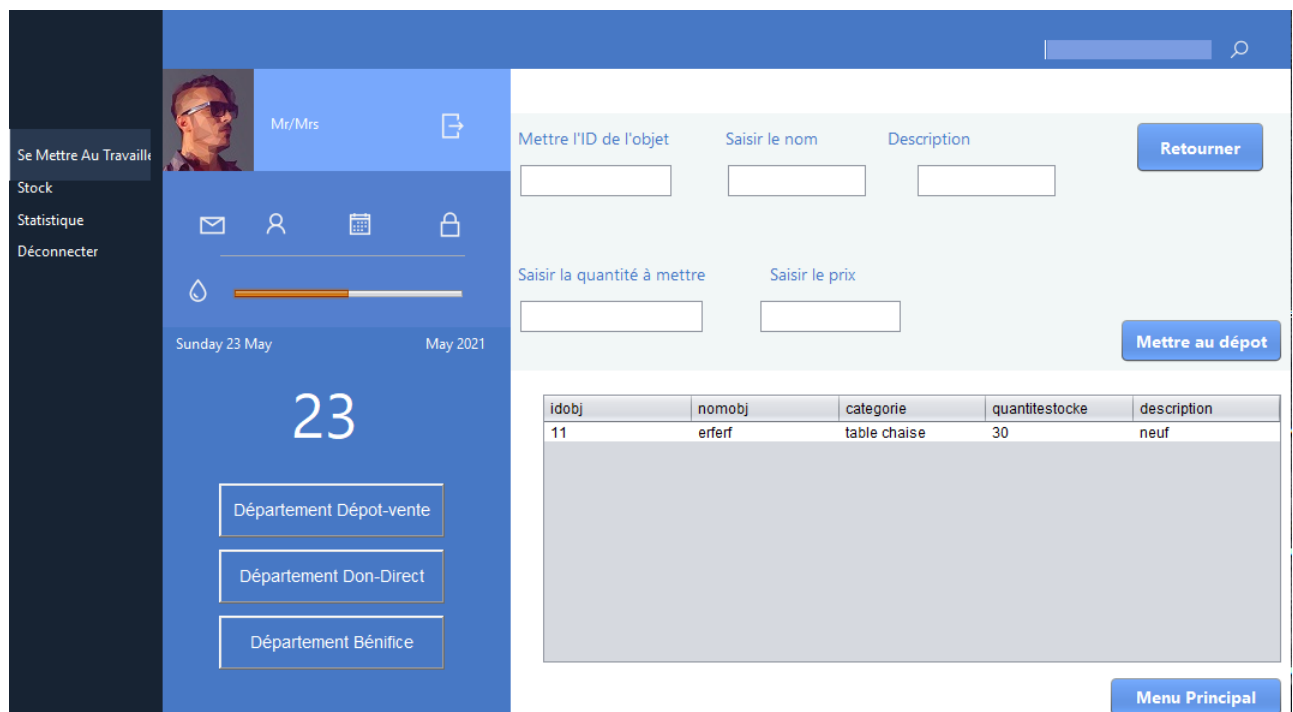 Mr/Mrs
Se Mettre Au Travaille
Stock
Statistique
Déconnecter
Sunday 23 May
May 2021
23
Département Dépot-vente
Département Don-Direct
Département Bénifice
Mettre l'ID de l'objet
Saisir le nom
Description
Retourner
Saisir la quantité à mettre
Saisir le prix
Mettre au dépot
idobj nomobj categorie quantitestocke description
11 erferf table chaise 30 neuf
Menu Principal